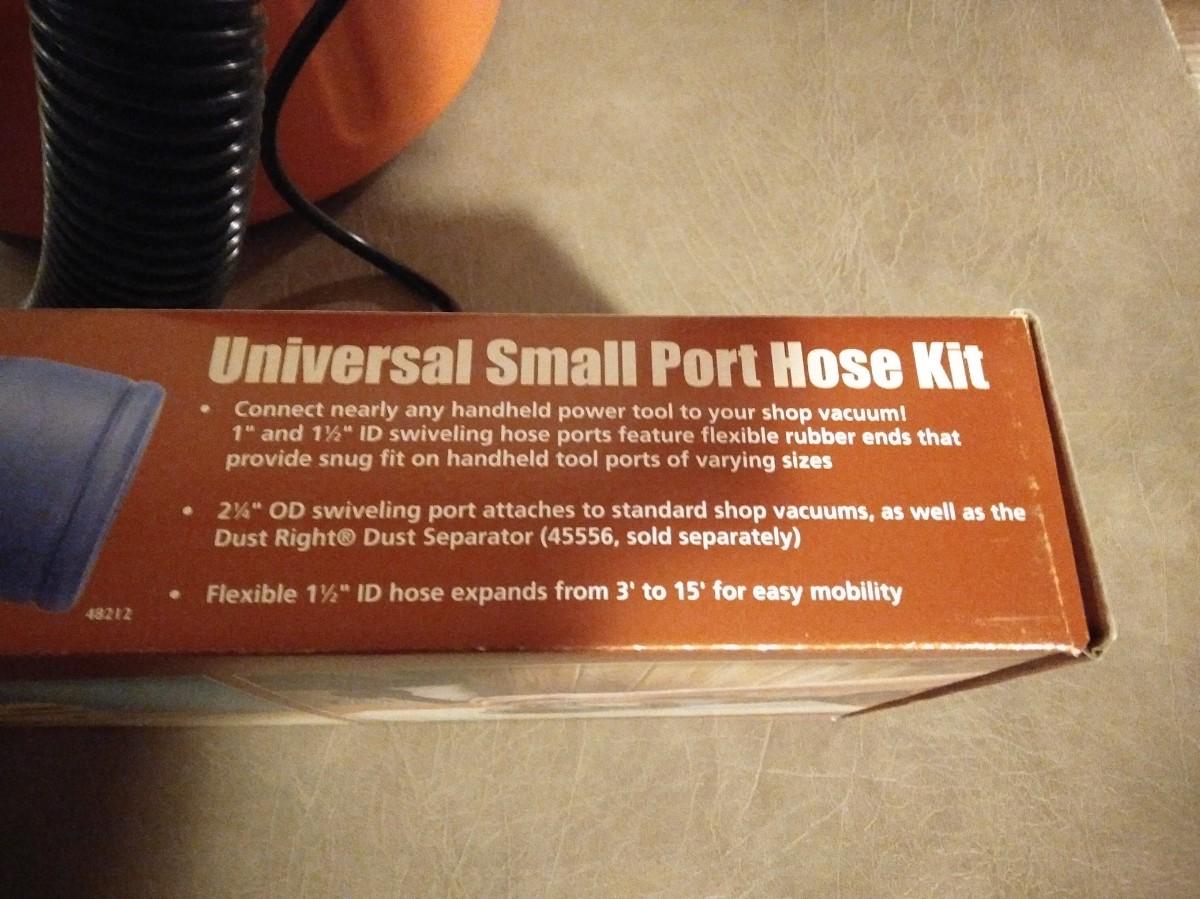 Universal Small Port Hose Kit
• Connect nearly any handheld power tool to your shop vacuum!
1" and 1½" ID swiveling hose ports feature flexible rubber ends that
provide snug fit on handheld tool ports of varying sizes
• 2¼" OD swiveling port attaches to standard shop vacuums, as well as the
Dust Right® Dust Separator (45556, sold separately)
• Flexible 1½" ID hose expands from 3' to 15' for easy mobility
48212